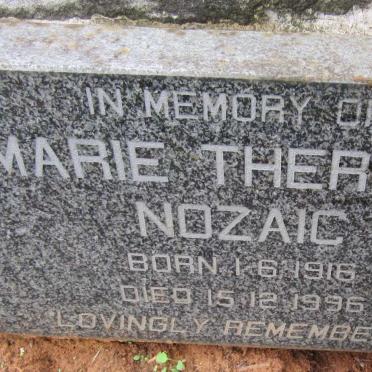 IN MEMORY O
MARIE THER
NOZAIC
BORN 1.6.1916
DIED 15.12.1996
LOVINGLY REMEMBE